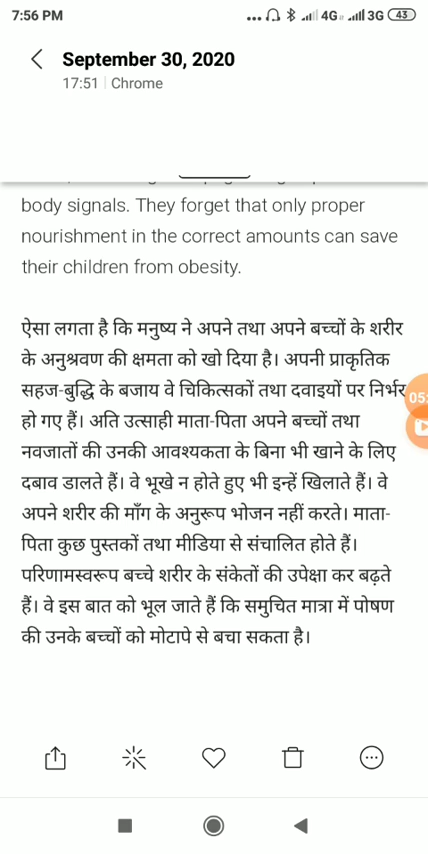 7:56 PM
... 4G 3G 43
September 30, 2020
17:51 | Chrome
body signals. They forget that only proper
nourishment in the correct amounts can save
their children from obesity.
ऐसा लगता है कि मनुष्य ने अपने तथा अपने बच्चों के शरीर
के अनुश्रवण की क्षमता को खो दिया है। अपनी प्राकृतिक
सहज-बुद्धि के बजाय वे चिकित्सकों तथा दवाइयों पर निर्भर
हो गए हैं। अति उत्साही माता-पिता अपने बच्चों तथा
नवजातों की उनकी आवश्यकता के बिना भी खाने के लिए
दबाव डालते हैं। वे भूखे न होते हुए भी इन्हें खिलाते हैं। वे
अपने शरीर की माँग के अनुरूप भोजन नहीं करते। माता-
पिता कुछ पुस्तकों तथा मीडिया से संचालित होते हैं।
परिणामस्वरूप बच्चे शरीर के संकेतों की उपेक्षा कर बढ़ते
हैं। वे इस बात को भूल जाते हैं कि समुचित मात्रा में पोषण
की उनके बच्चों को मोटापे से बचा सकता है।
05: